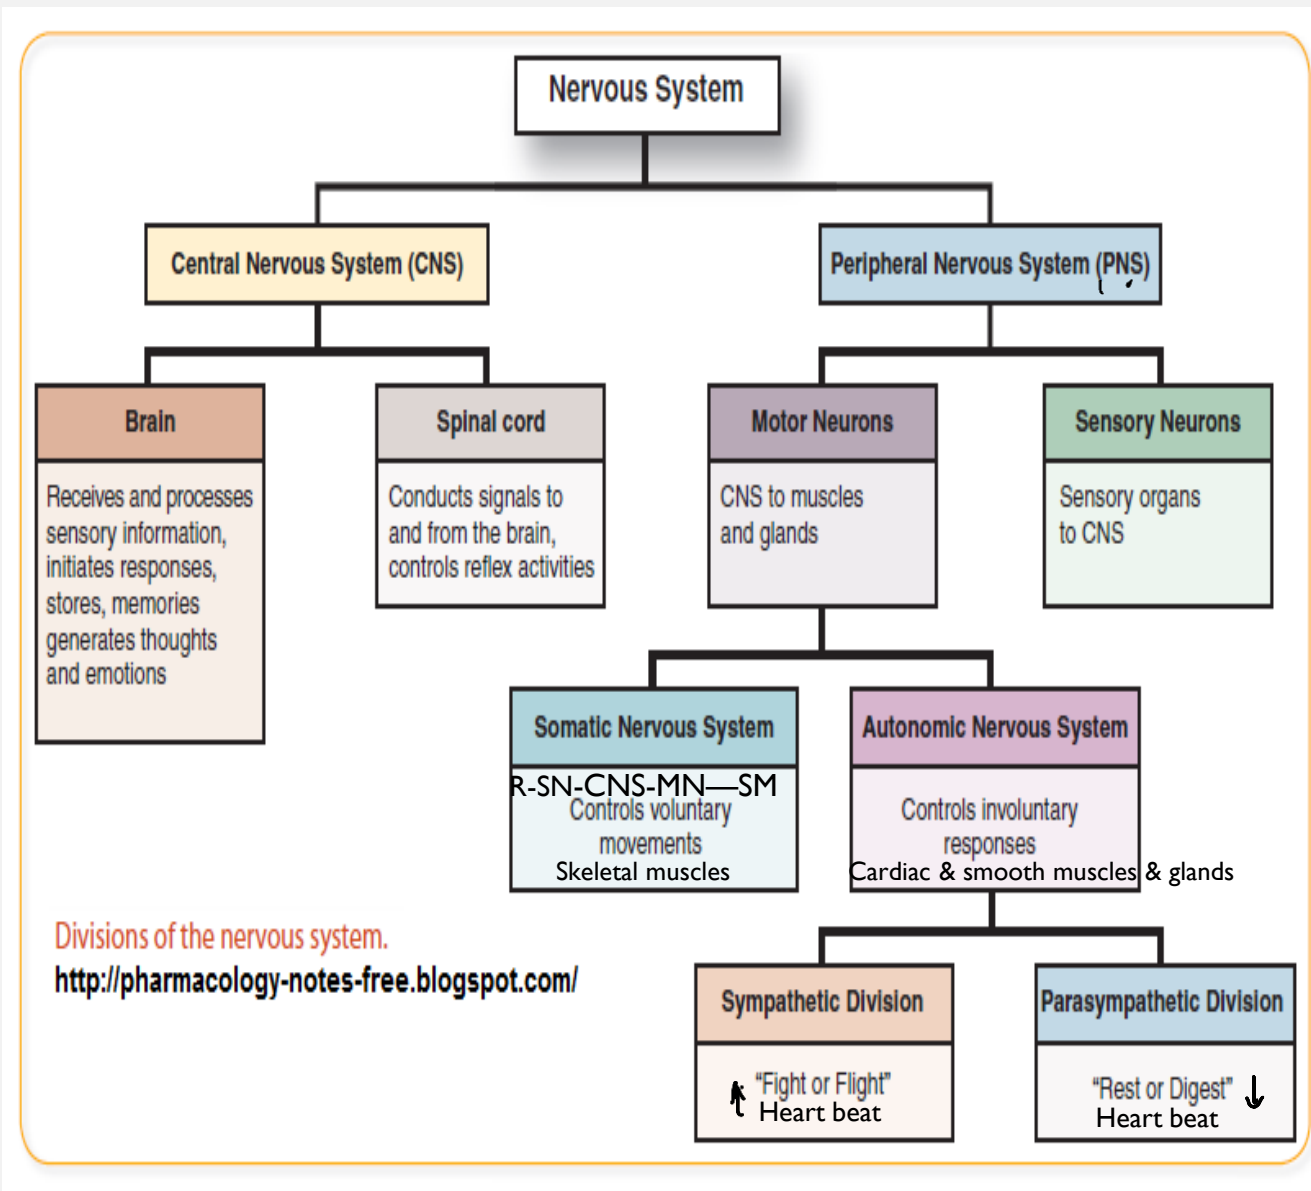 Nervous System
Central Nervous System (CNS)
Peripheral Nervous System (PNS)
Brain
Receives and processes
sensory information,
initiates responses,
stores, memories
generates thoughts
and emotions
Spinal cord
Conducts signals to
and from the brain,
controls reflex activities
Motor Neurons
CNS to muscles
and glands
Sensory Neurons
Sensory organs
to CNS
Somatic Nervous System
R-SN-CNS-MN—SM
Controls voluntary
movements
Skeletal muscles
Autonomic Nervous System
Controls involuntary
responses
Cardiac & smooth muscles & glands
Divisions of the nervous system.
http://pharmacology-notes-free.blogspot.com/
Sympathetic Division
“Fight or Flight”
Heart beat
Parasympathetic Division
“Rest or Digest”
Heart beat